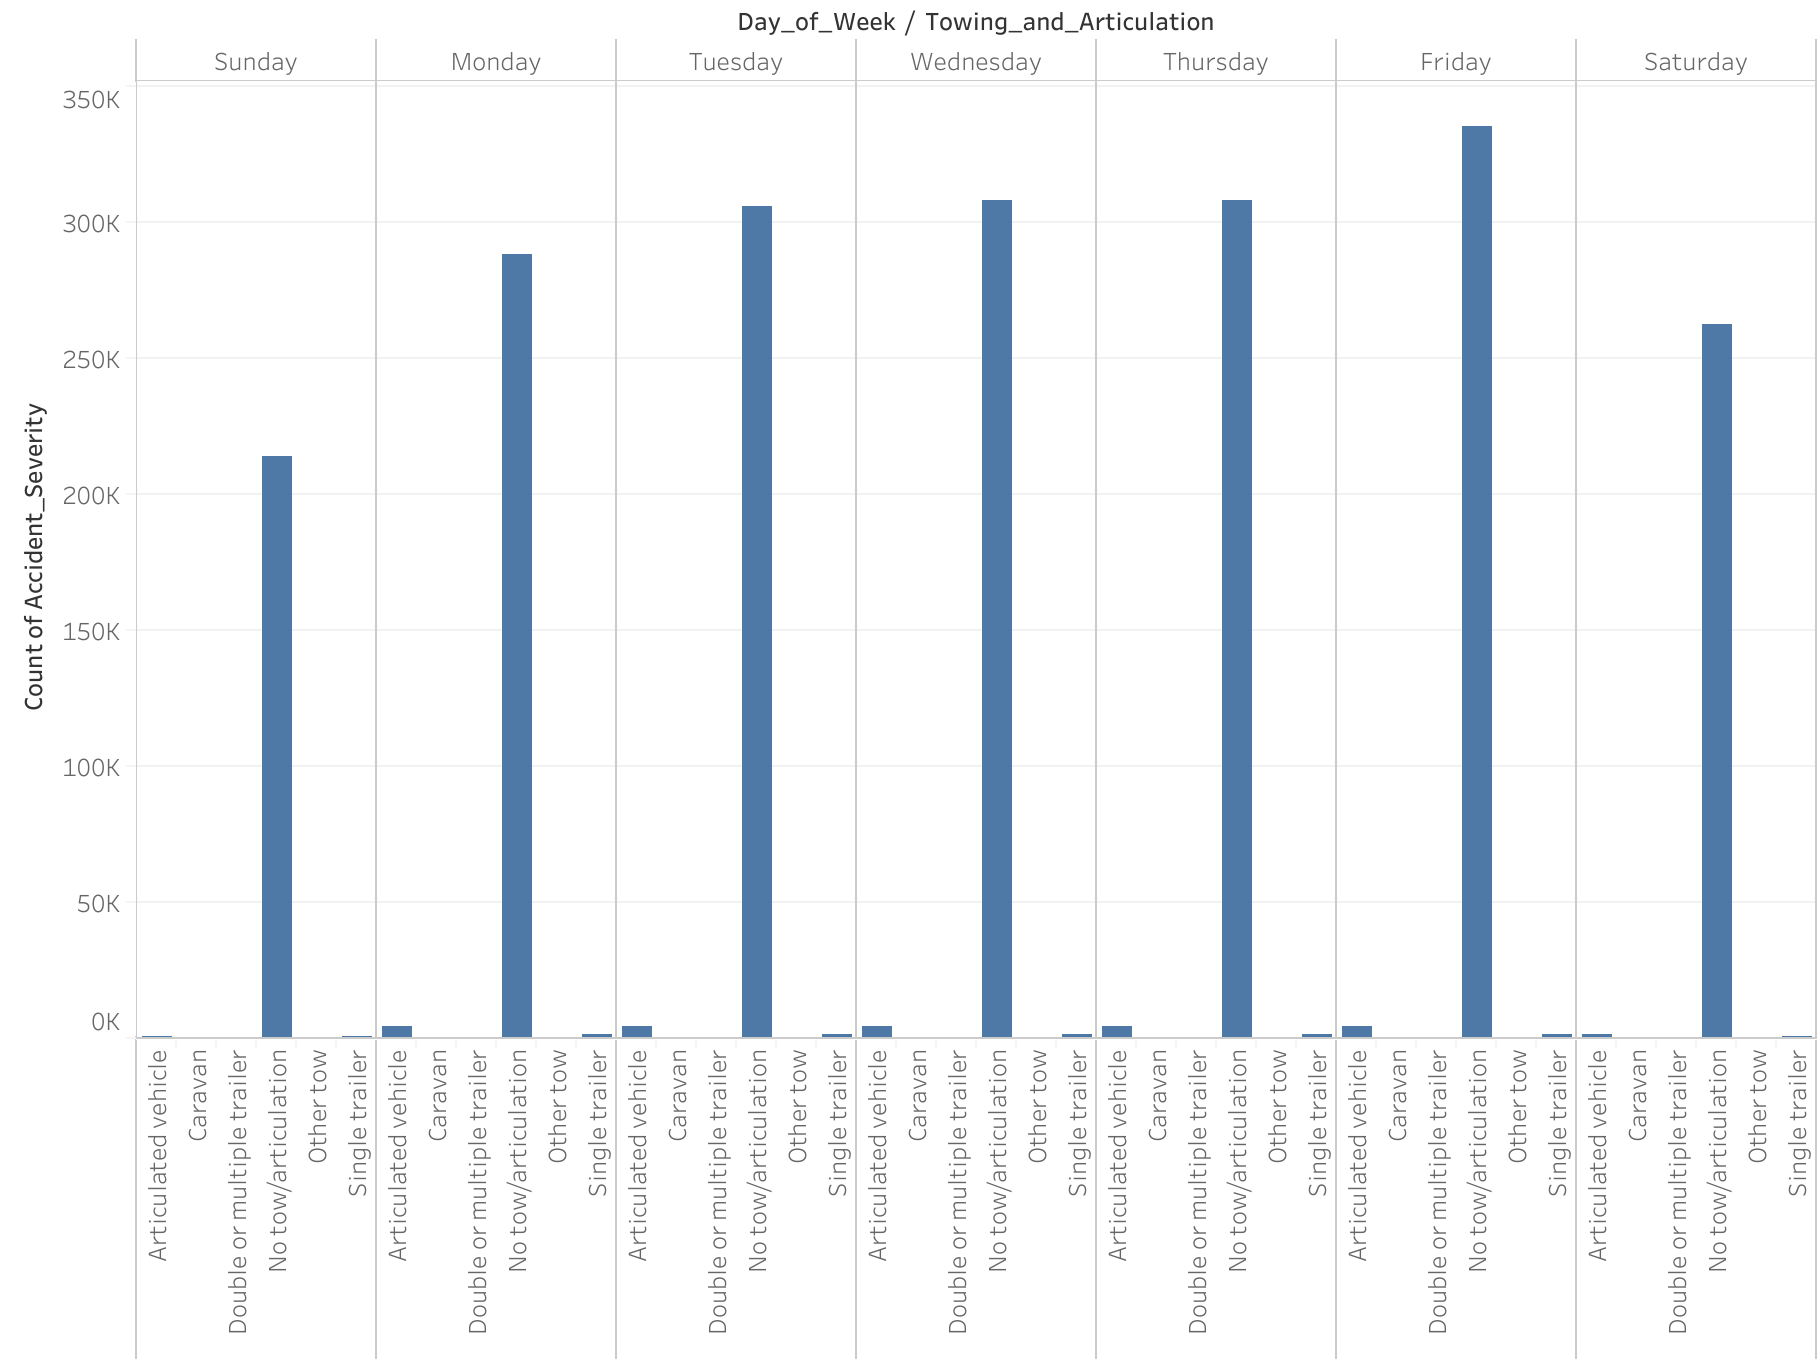 Day_of_Week / Towing_and_Articulation
Sunday
Monday
Tuesday
Wednesday
Thursday
Friday
Saturday
350K
300K
250K
200K
150K
100K
50K
0K
Count of Accident_Severity
Articulated vehicle
Caravan
Double or multiple trailer
No tow/articulation
Other tow
Single trailer
Articulated vehicle
Caravan
Double or multiple trailer
No tow/articulation
Other tow
Single trailer
Articulated vehicle
Caravan
Double or multiple trailer
No tow/articulation
Other tow
Single trailer
Articulated vehicle
Caravan
Double or multiple trailer
No tow/articulation
Other tow
Single trailer
Articulated vehicle
Caravan
Double or multiple trailer
No tow/articulation
Other tow
Single trailer
Articulated vehicle
Caravan
Double or multiple trailer
No tow/articulation
Other tow
Single trailer
Articulated vehicle
Caravan
Double or multiple trailer
No tow/articulation
Other tow
Single trailer